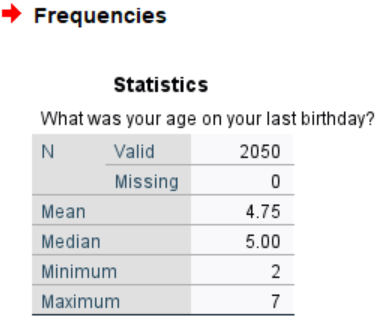 Frequencies
Statistics
What was your age on your last birthday?
N Valid 2050
Missing 0
Mean 4.75
Median 5.00
Minimum 2
Maximum 7